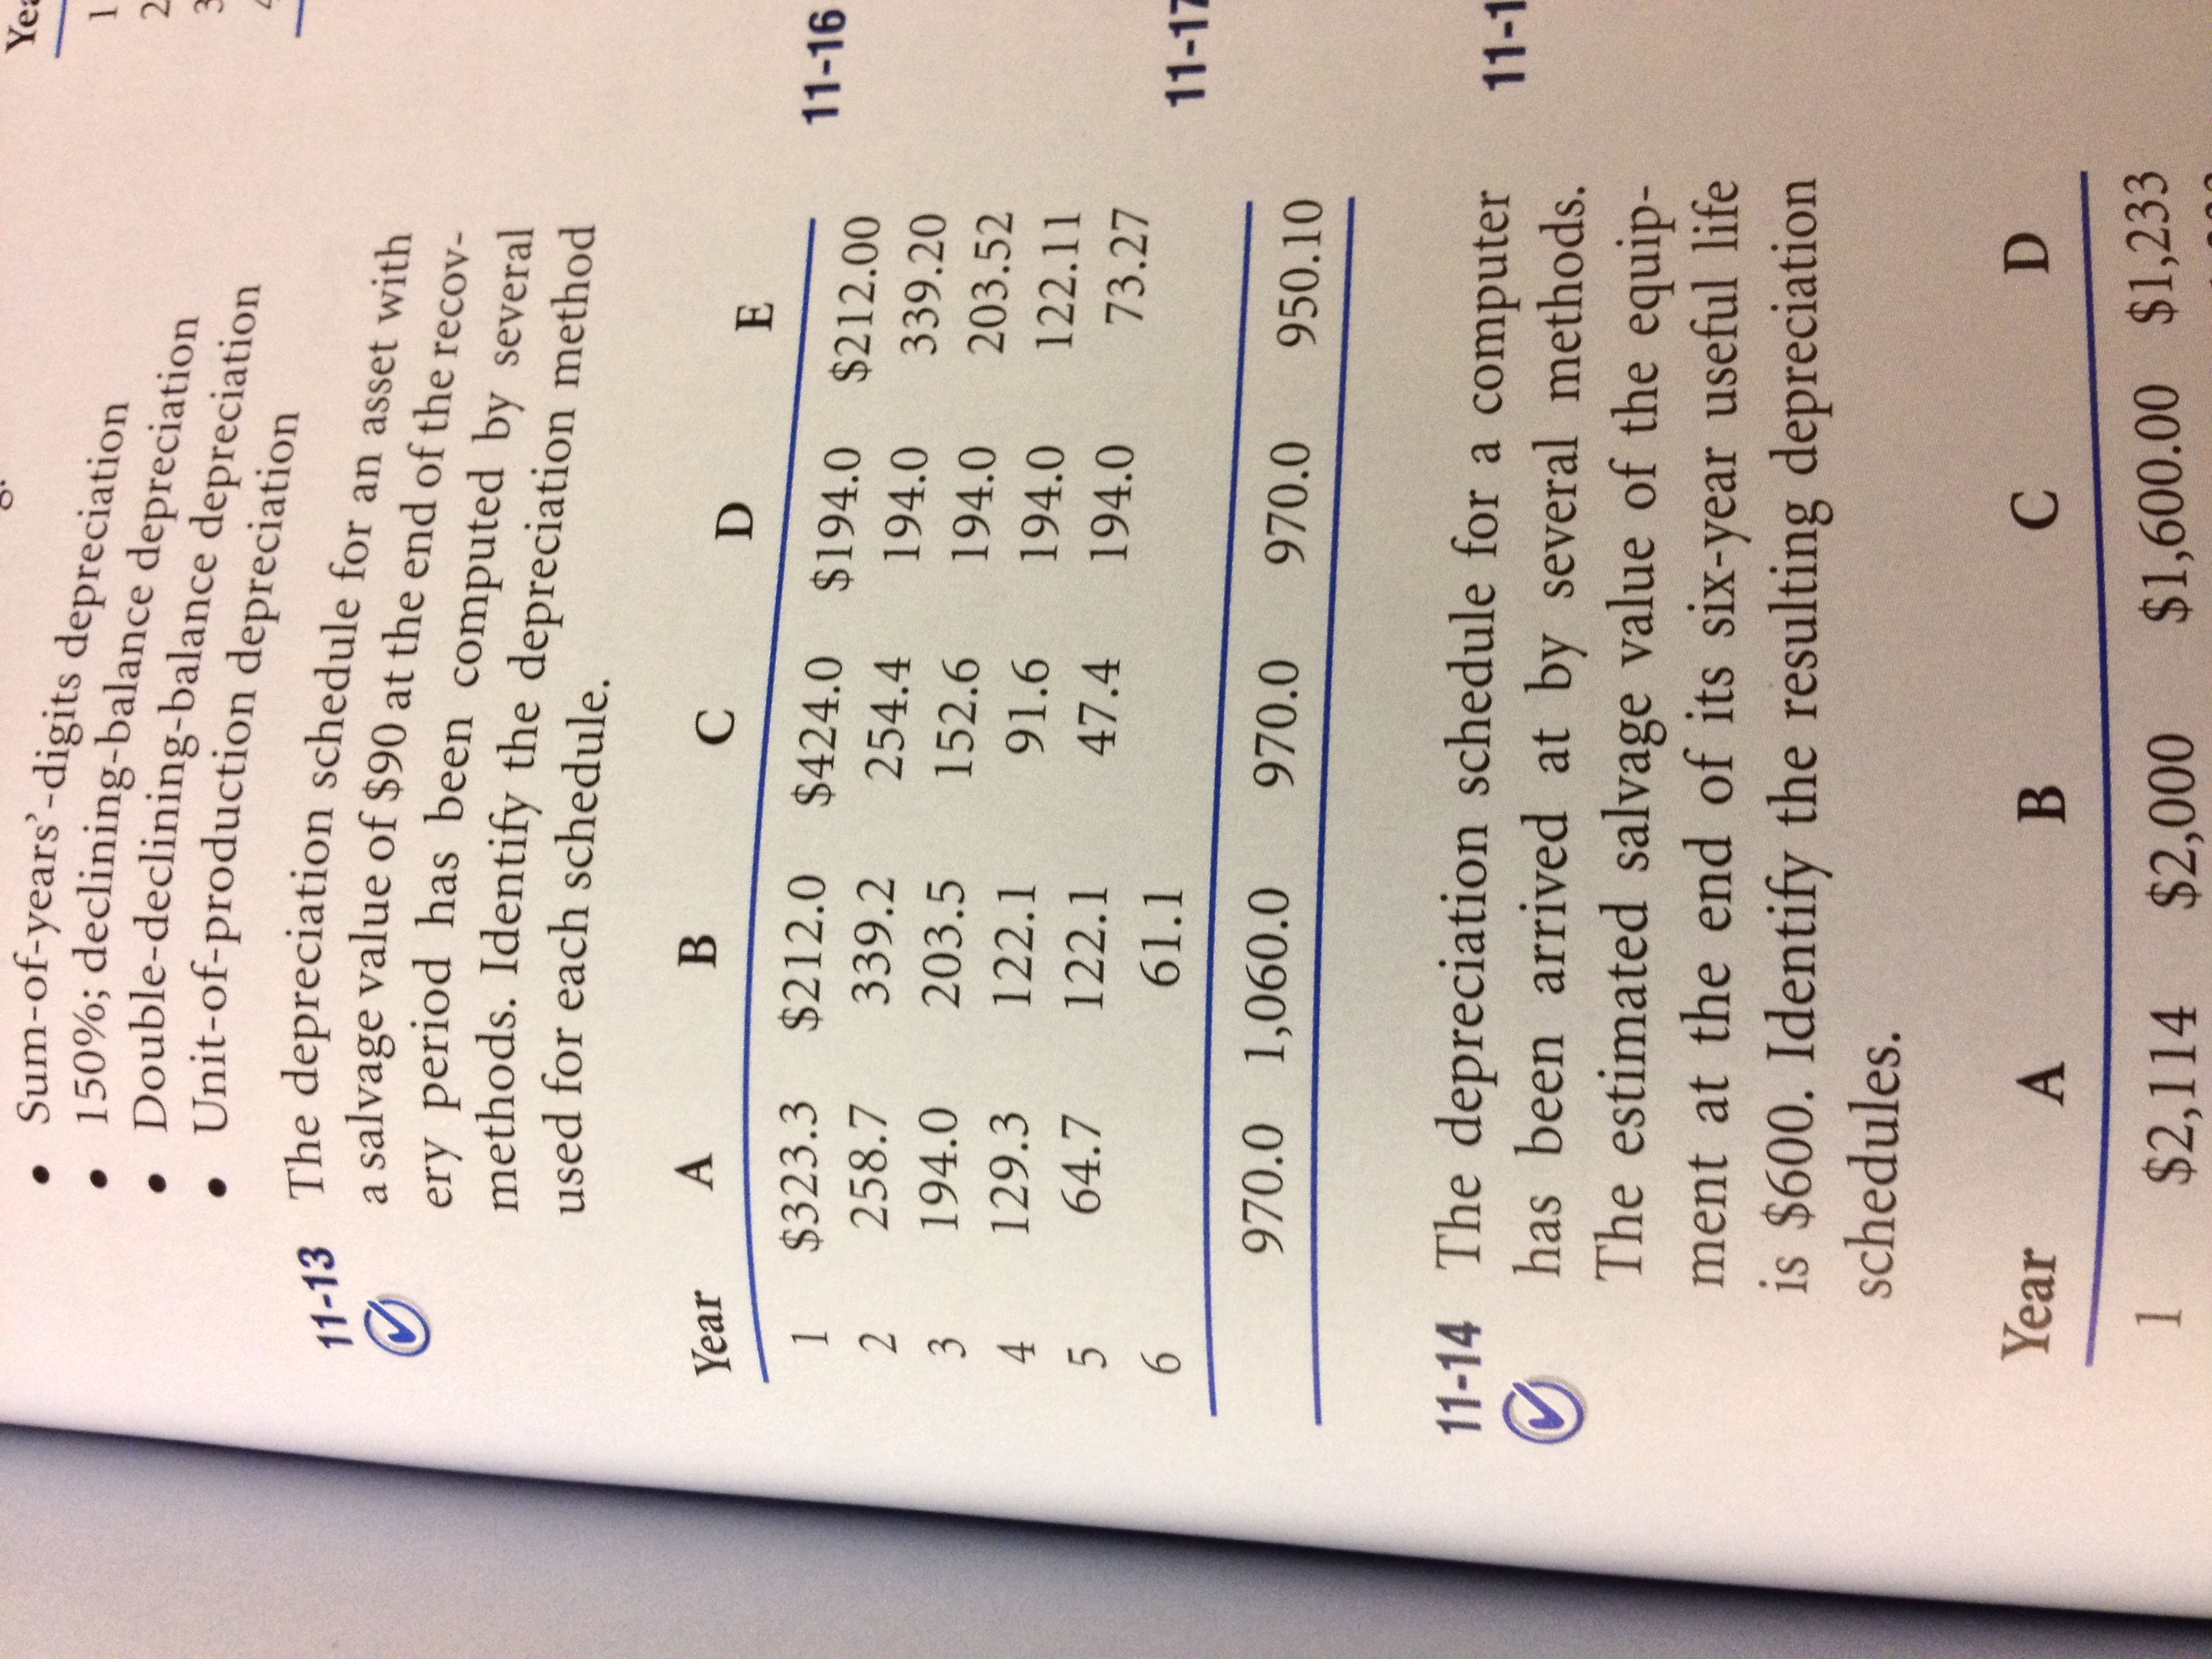 • Sum-of-years’-digits depreciation
• 150%; declining-balance depreciation
• Double-declining-balance depreciation
• Unit-of-production depreciation
11-13 The depreciation schedule for an asset with
a salvage value of $90 at the end of the recov-
ery period has been computed by several
methods. Identify the depreciation method
used for each schedule.
Year A B C D E
1 $323.3 $212.0 $424.0 $194.0 $212.00
2 258.7 339.2 254.4 194.0 339.20
3 194.0 203.5 152.6 194.0 203.52
4 129.3 122.1 91.6 194.0 122.11
5 64.7 122.1 47.4 194.0 73.27
6 61.1
970.0 1,060.0 970.0 970.0 950.10
11-14 The depreciation schedule for a computer
has been arrived at by several methods.
The estimated salvage value of the equip-
ment at the end of its six-year useful life
is $600. Identify the resulting depreciation
schedules.
Year A B C D
1 $2,114 $2,000 $1,600.00 $1,233
1
2
3
11-16
11-17